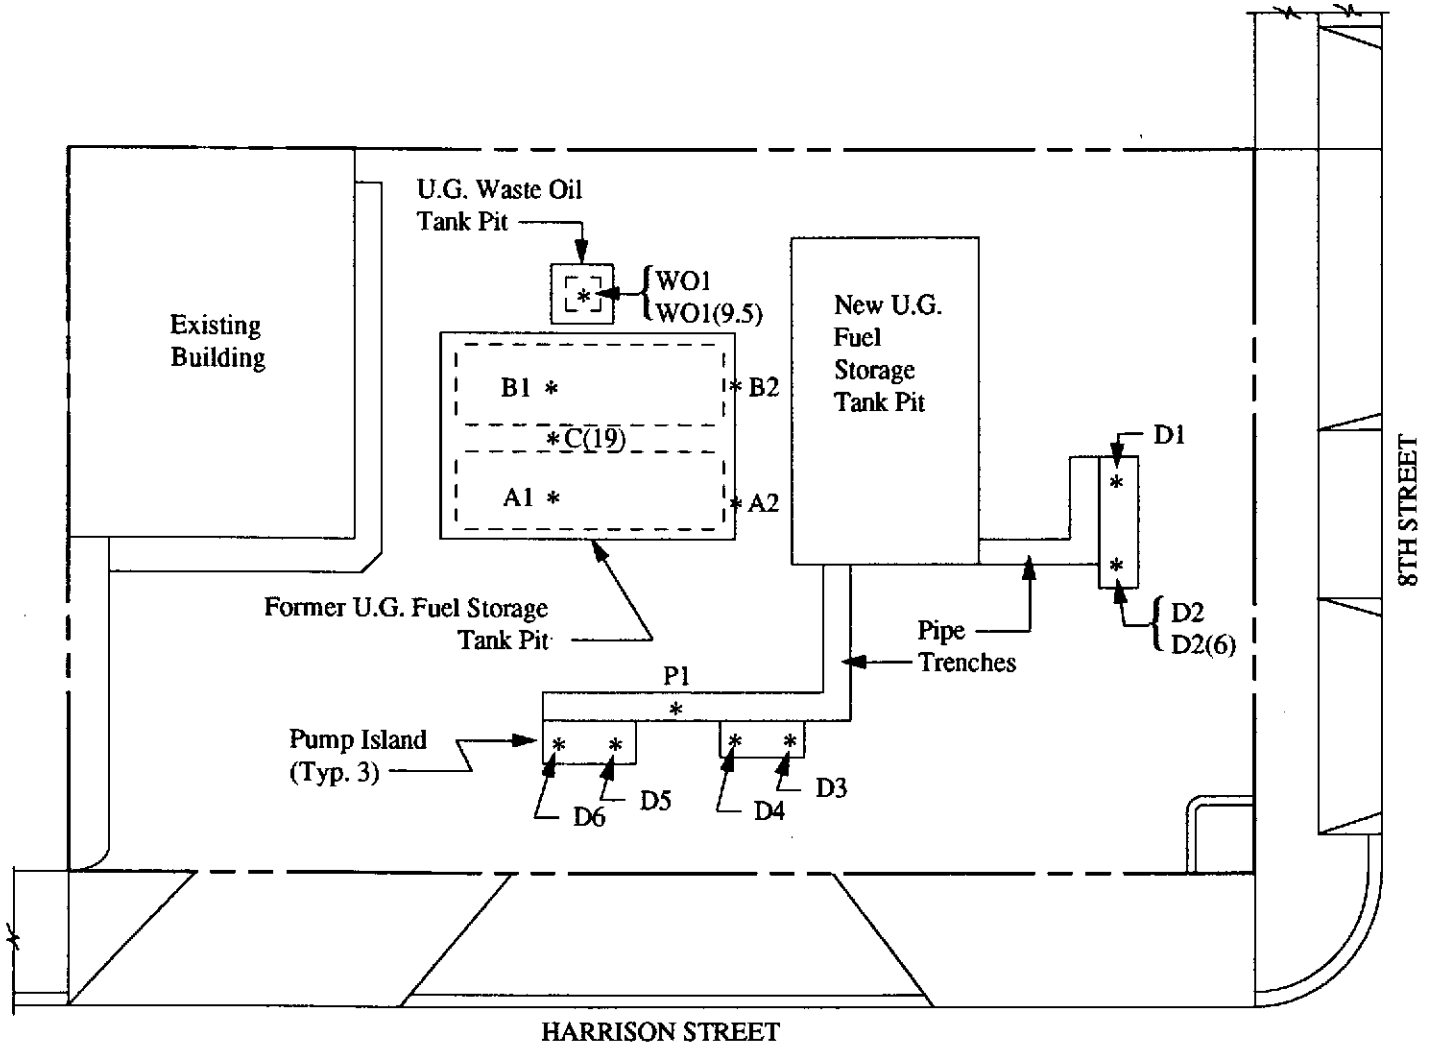 U.G. Waste Oil
Tank Pit
WO1
WO1(9.5)
Existing
Building
New U.G.
Fuel
Storage
Tank Pit
B1 *
* B2
*C(19)
A1 *
* A2
D1
*
*
8TH STREET
Former U.G. Fuel Storage
Tank Pit
D2
D2(6)
Pipe
Trenches
P1
*
Pump Island
(Typ. 3)
* *
* *
D6
D5
D4
D3
HARRISON STREET